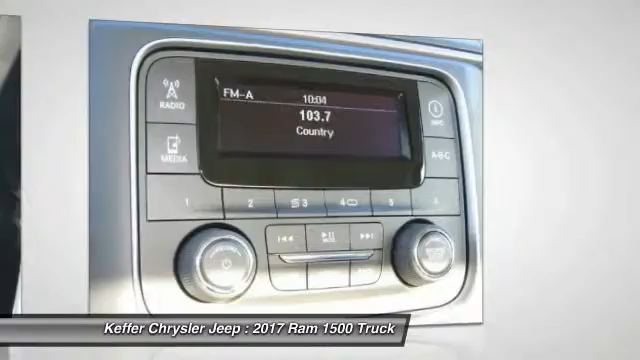 FM-A
10:04
103.7
Country
RADIO
MEDIA
INFO
A-B-C
1 2 3 4 5 6
Keffer Chrysler Jeep : 2017 Ram 1500 Truck